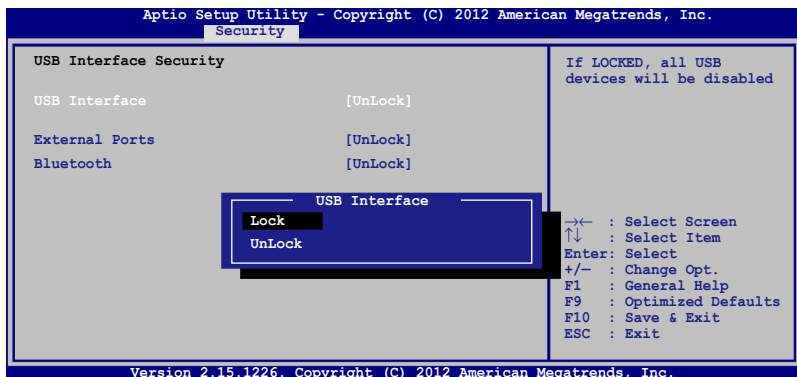 Aptio Setup Utility - Copyright (C) 2012 American Megatrends, Inc.
Security
USB Interface Security
USB Interface [UnLock]
External Ports [UnLock]
Bluetooth [UnLock]
USB Interface
Lock
UnLock
If LOCKED, all USB
devices will be disabled
→← : Select Screen
↑↓ : Select Item
Enter: Select
+/— : Change Opt.
F1 : General Help
F9 : Optimized Defaults
F10 : Save & Exit
ESC : Exit
Version 2.15.1226. Copyright (C) 2012 American Megatrends, Inc.